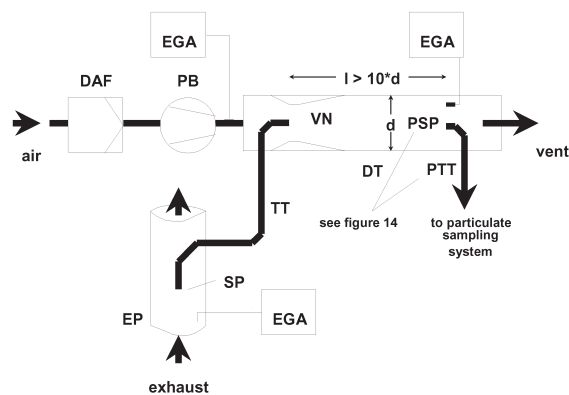 EGA
EGA
DAF
PB
l > 10*d
VN
d
PSP
air
vent
DT
PTT
TT
see figure 14
to particulate
sampling
system
SP
EP
EGA
exhaust